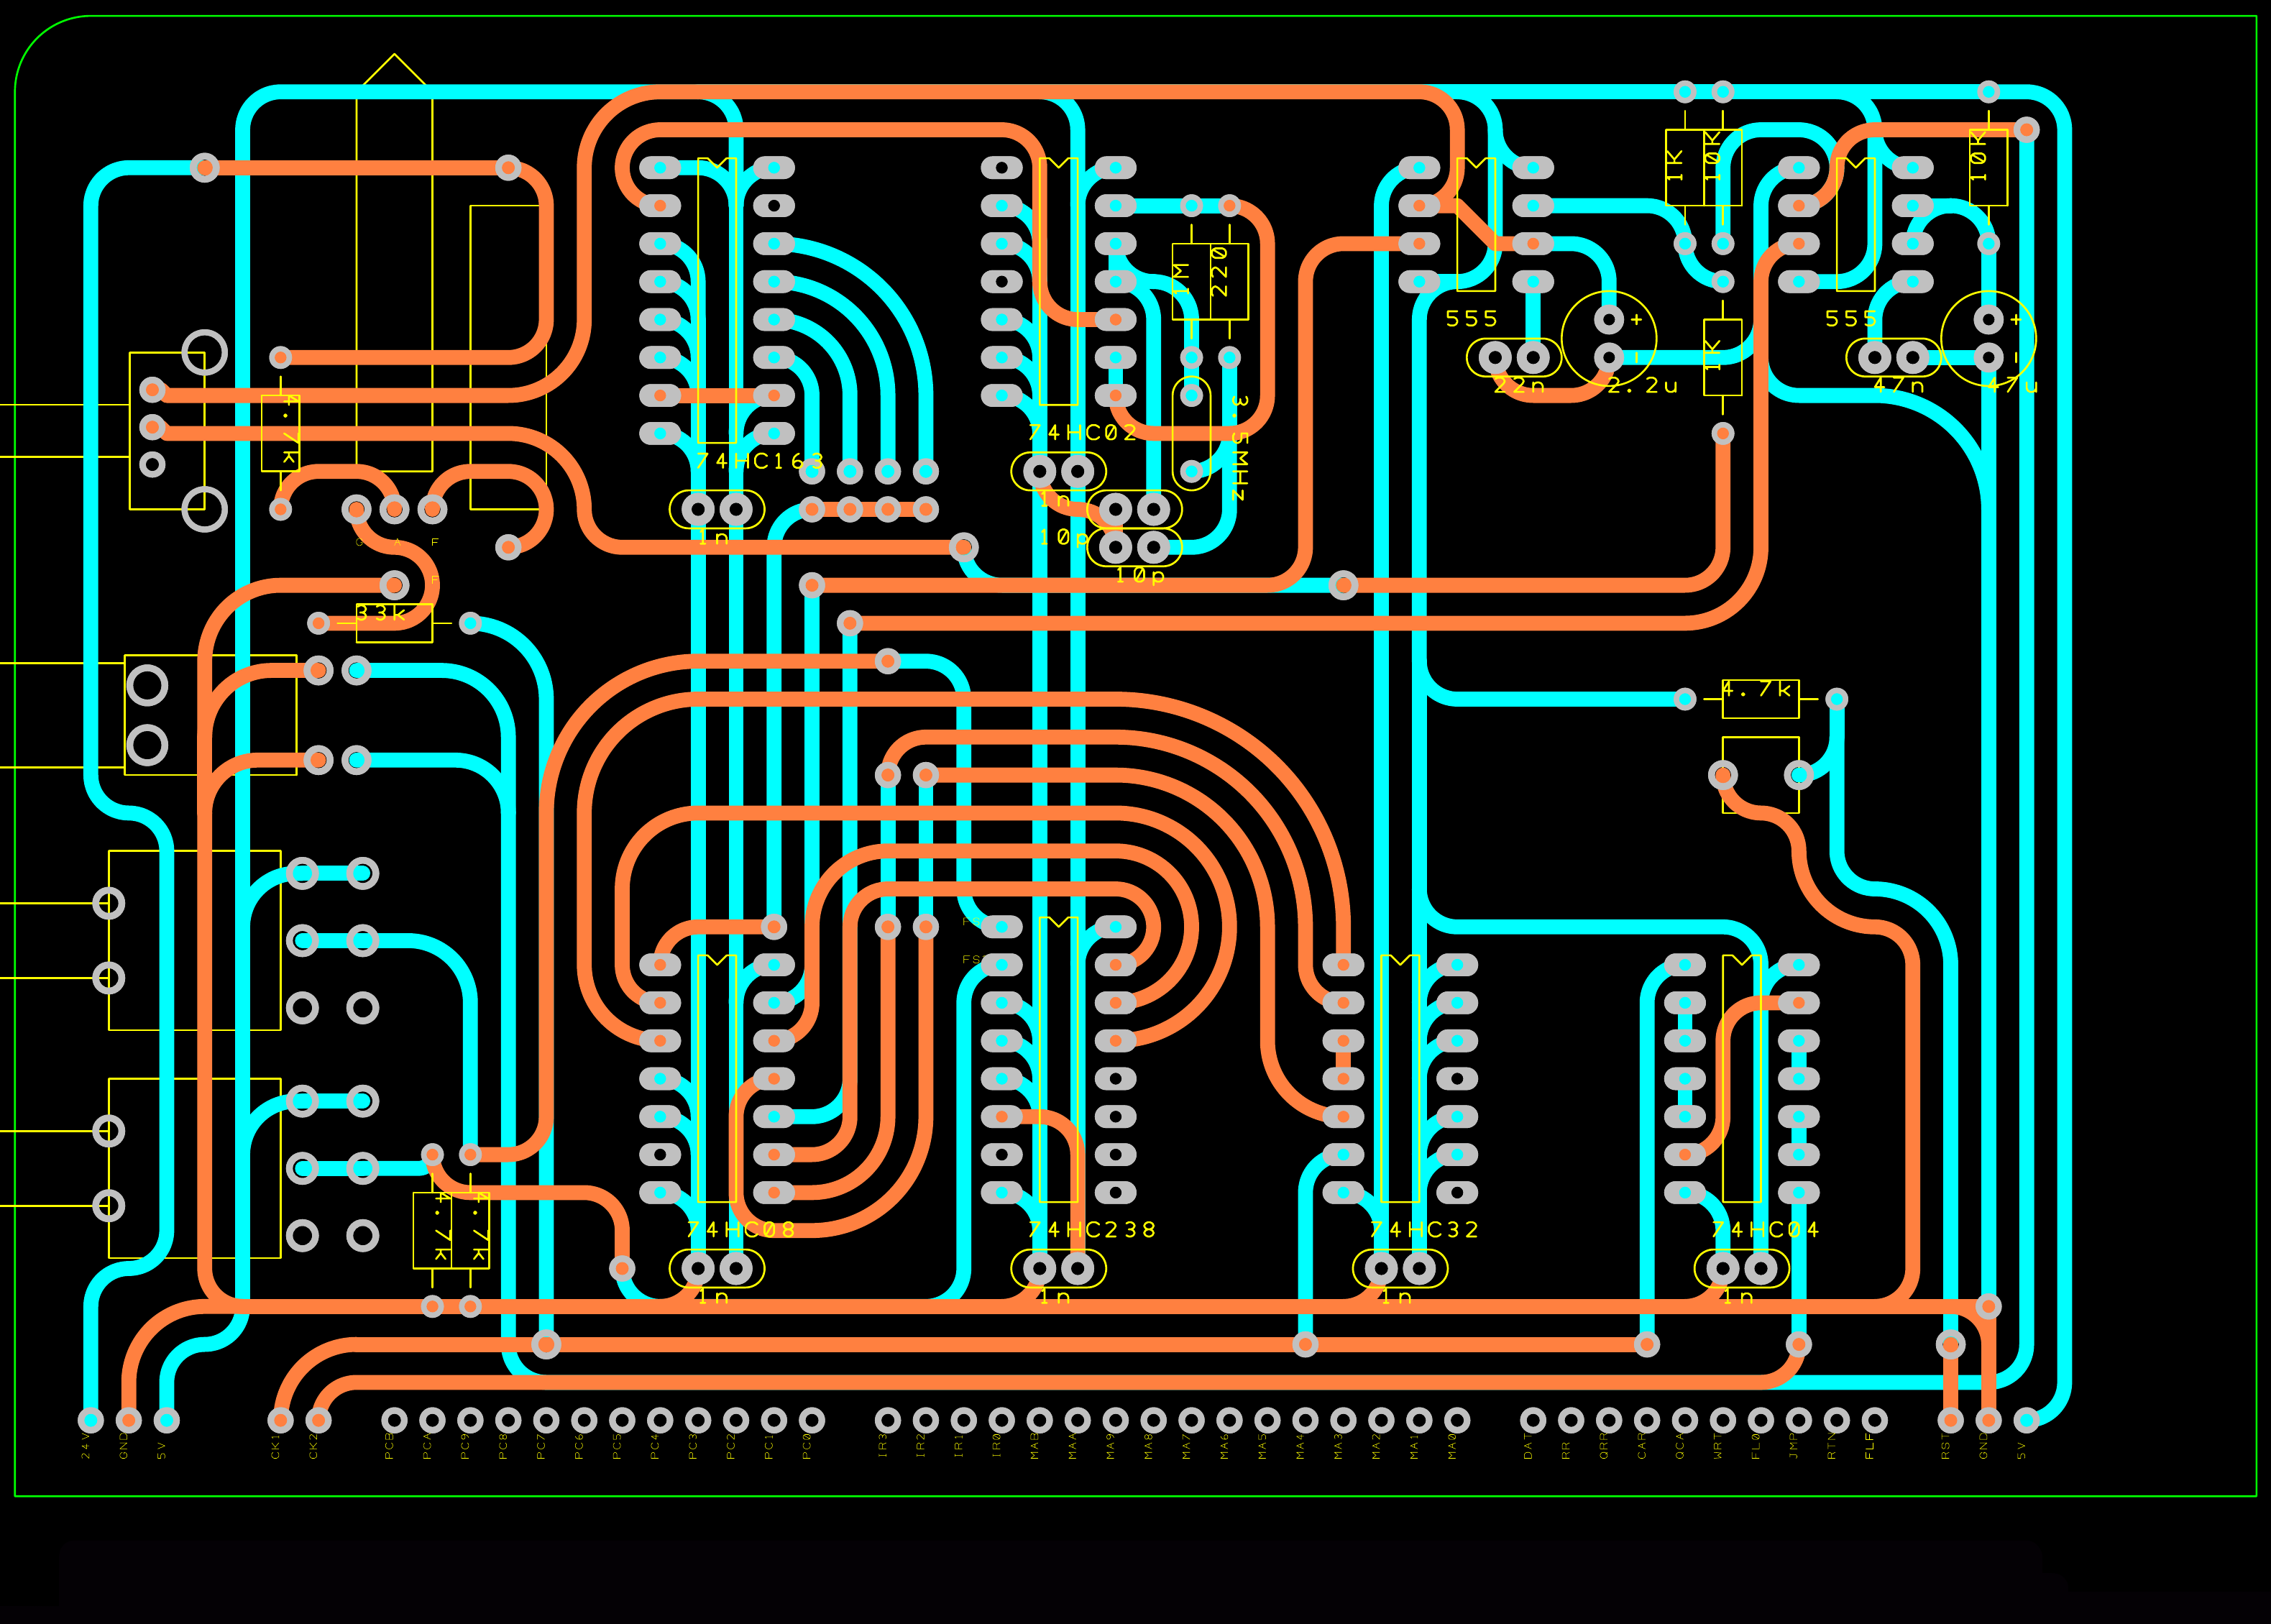 1K
10K
10K
1M
220
555
555
1K
22n
2.2u
47n
47u
4.7k
3.5MHz
74HC02
74HC163
1n
1n
10p
10p
G
A
F
F
33k
4.7k
FS
FS
4.7k
4.7k
74HC08
74HC238
74HC32
74HC04
1n
1n
1n
1n
24V
GND
5V
CK1
CK2
PCB
PCA
PC9
PC8
PC7
PC6
PC5
PC4
PC3
PC2
PC1
PC0
IR3
IR2
IR1
IR0
MAB
MAA
MA9
MA8
MA7
MA6
MA5
MA4
MA3
MA2
MA1
MA0
DAT
RR
QRR
CAR
QCA
WRT
FL0
JMP
RTN
FLF
RST
GND
5V